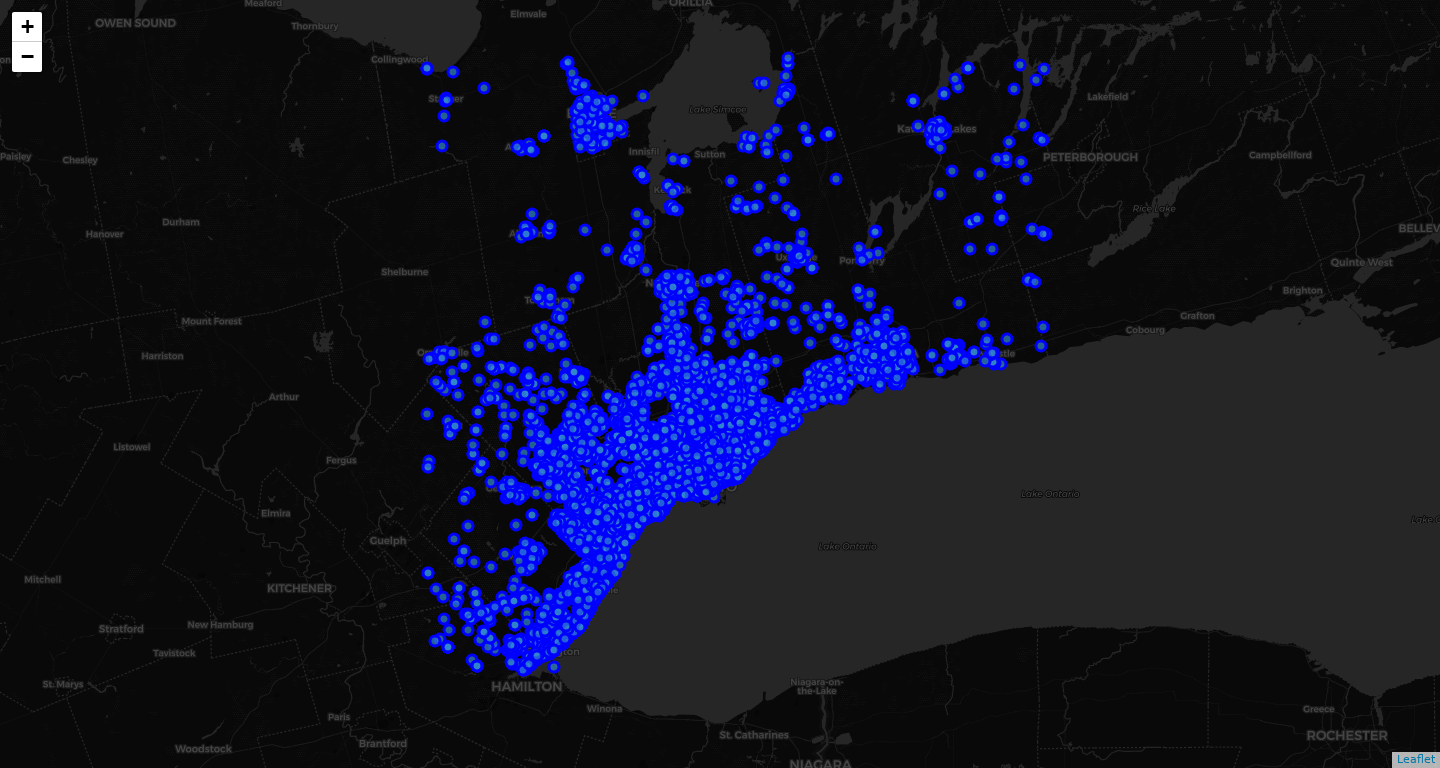 +
−
Meaford
ORILLIA
OWEN SOUND
Elmvale
Thornbury
Collingwood
Lakefield
Lake Simcoe
Paisley
Chesley
Innisfil
Sutton
PETERBOROUGH
Campbellford
Durham
Rice Lake
Hanover
BELLEV
Shelburne
Quinte West
Brighton
Mount Forest
Grafton
Cobourg
Harriston
Arthur
Listowel
Fergus
Lake Ontario
Elmira
Guelph
Lake Ontario
Mitchell
KITCHENER
New Hamburg
Stratford
Tavistock
St. Marys
HAMILTON
Niagara-on-
the-Lake
Winona
Greece
Paris
St. Catharines
ROCHESTER
Brantford
Woodstock
NIAGARA
Leaflet